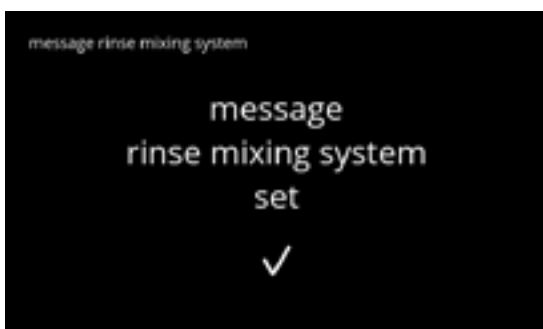 message rinse mixing system
message
rinse mixing system
set